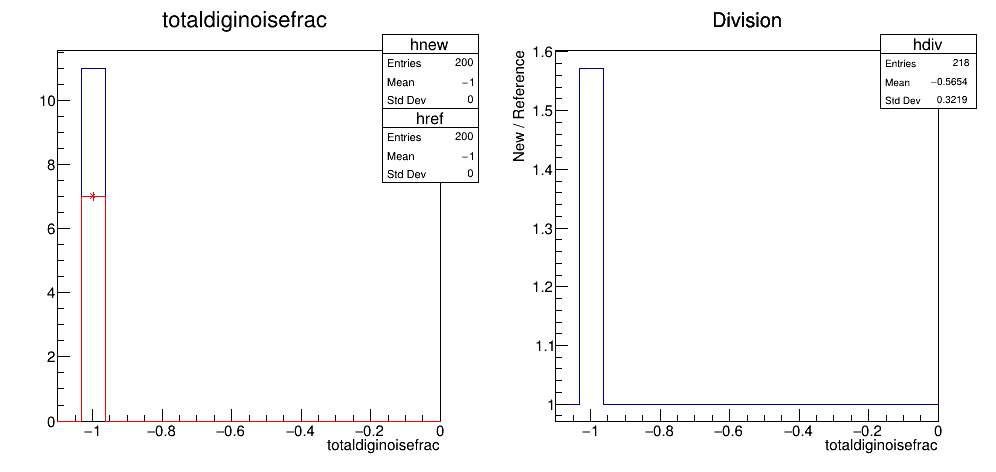 totaldiginoisefrac
hnew
Entries 200
Mean −1
Std Dev 0
href
Entries 200
Mean −1
Std Dev 0
10
8
6
4
2
0
−1 −0.8 −0.6 −0.4 −0.2 0
totaldiginoisefrac
Division
hdiv
Entries 218
Mean −0.5654
Std Dev 0.3219
New / Reference
1.6
1.5
1.4
1.3
1.2
1.1
1
−1 −0.8 −0.6 −0.4 −0.2 0
totaldiginoisefrac